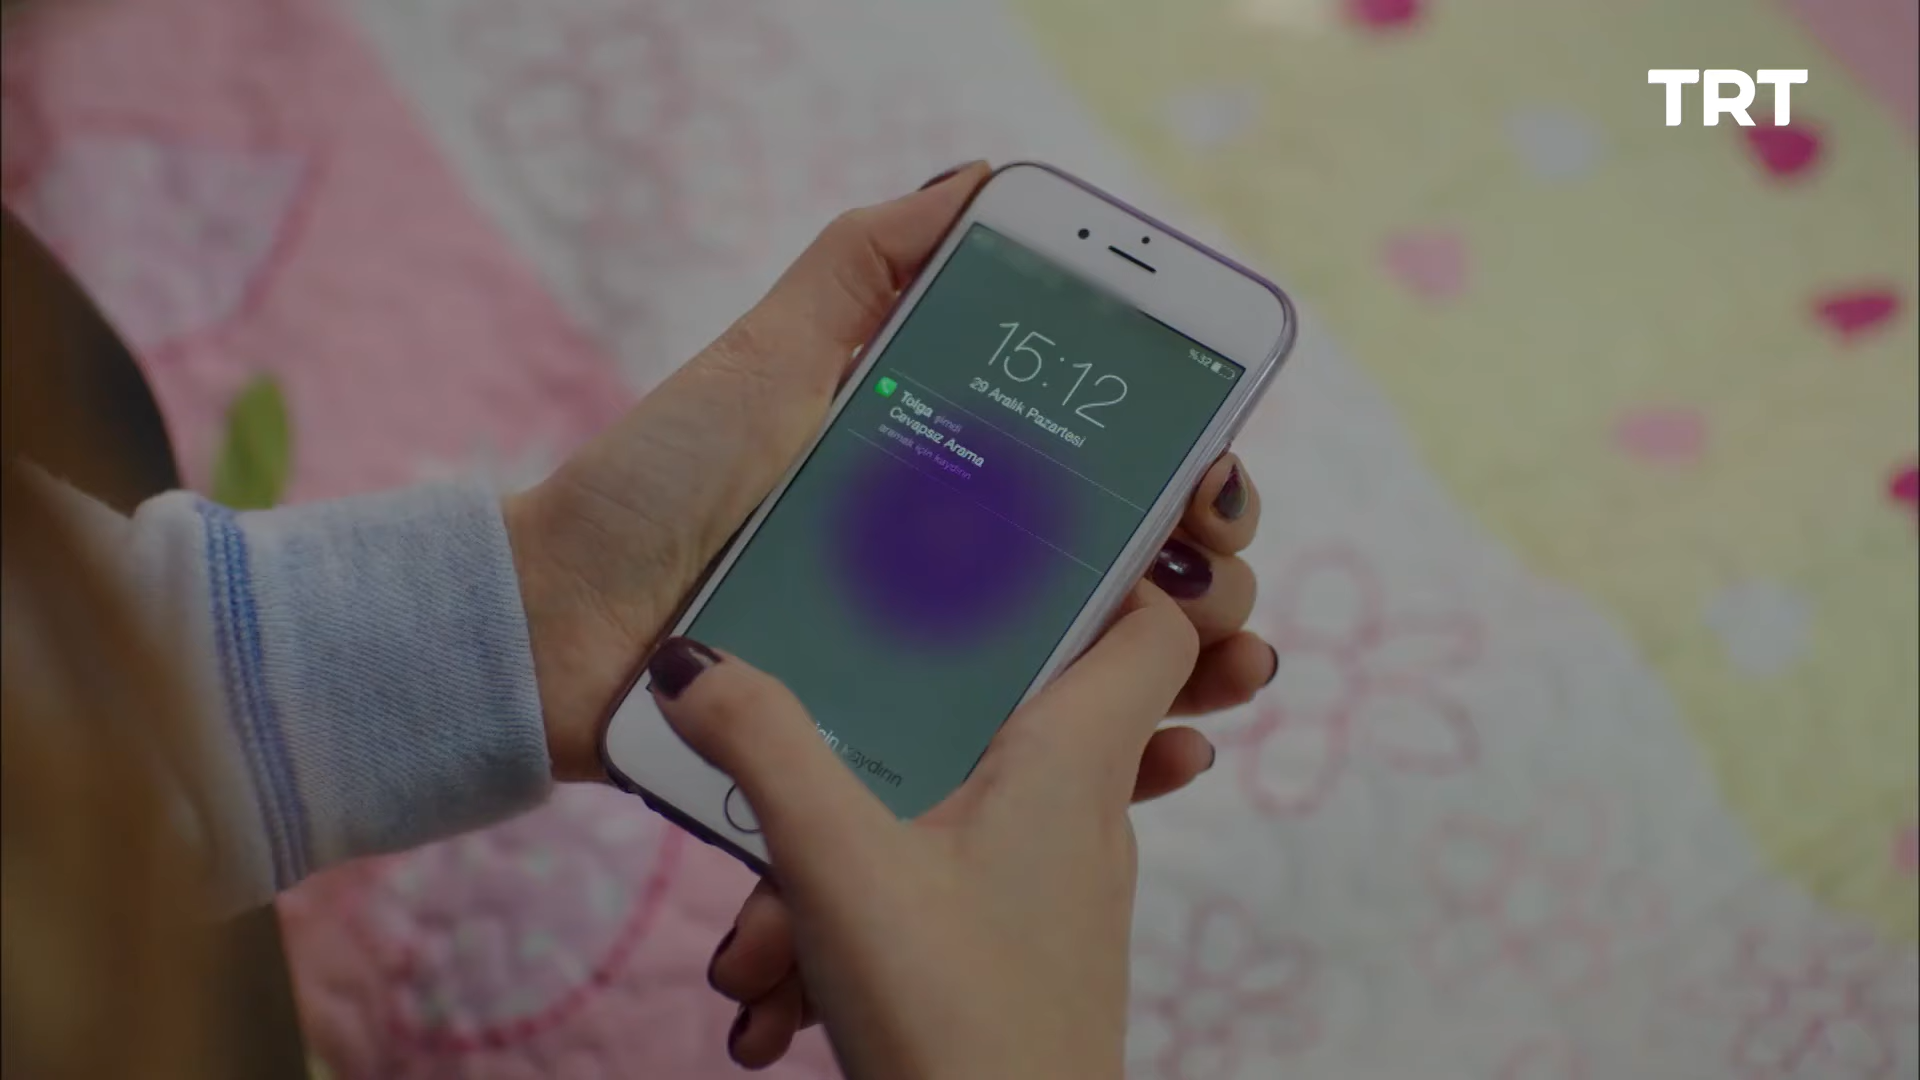 TRT
%32
15:12
29 Aralık Pazartesi
Tolga şimdi
Cevapsız Arama
aramak için kaydırın
için kaydırın